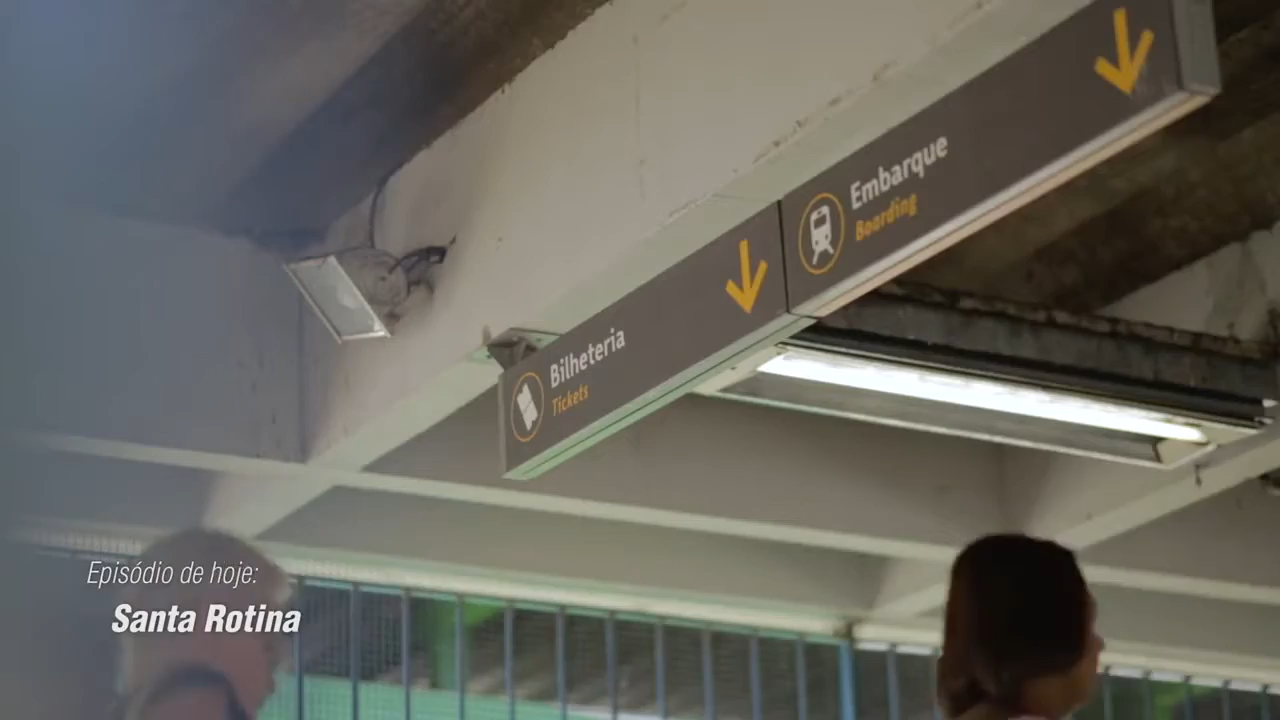 Embarque
Boarding
Bilheteria
Tickets
Episódio de hoje:
Santa Rotina